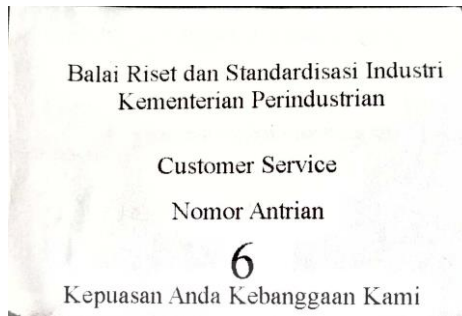 Balai Riset dan Standardisasi Industri
Kementerian Perindustrian
Customer Service
Nomor Antrian
6
Kepuasan Anda Kebanggaan Kami